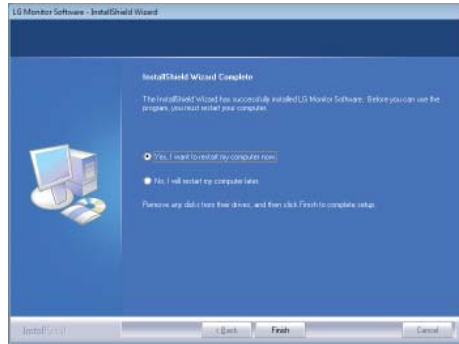 LG Monitor Software - InstallShield Wizard
InstallShield Wizard Complete
The InstallShield Wizard has successfully installed LG Monitor Software. Before you can use the
program, you must restart your computer.
Yes, I want to restart my computer now.
No, I will restart my computer later.
Remove any disks from their drives, and then click Finish to complete setup.
InstallShield
< Back Finish Cancel